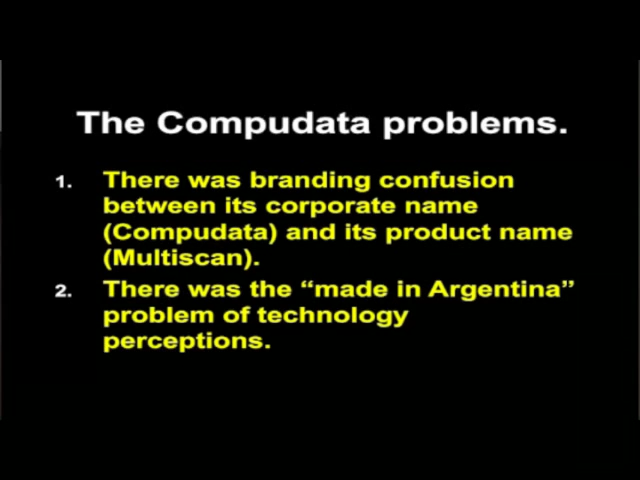 The Compudata problems.
1. There was branding confusion
between its corporate name
(Compudata) and its product name
(Multiscan).
2. There was the “made in Argentina”
problem of technology
perceptions.